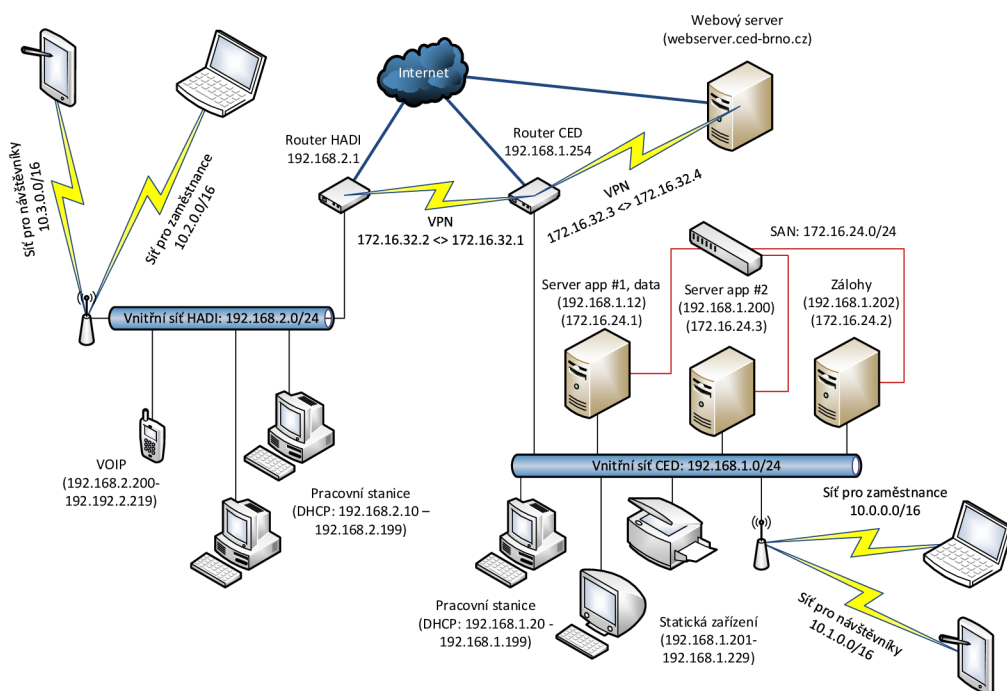 Webový server
(webserver.ced-brno.cz)
Internet
Router HADI
192.168.2.1
Router CED
192.168.1.254
VPN
172.16.32.3 <> 172.16.32.4
VPN
172.16.32.2 <> 172.16.32.1
Síť pro návštěvníky
10.3.0.0/16
Síť pro zaměstnance
10.2.0.0/16
SAN: 172.16.24.0/24
Server app #1, data
(192.168.1.12)
(172.16.24.1)
Server app #2
(192.168.1.200)
(172.16.24.3)
Zálohy
(192.168.1.202)
(172.16.24.2)
Vnitřní síť HADI: 192.168.2.0/24
VOIP
(192.168.2.200-
192.192.2.219)
Pracovní stanice
(DHCP: 192.168.2.10 –
192.168.2.199)
Vnitřní síť CED: 192.168.1.0/24
Síť pro zaměstnance
10.0.0.0/16
Pracovní stanice
(DHCP: 192.168.1.20 -
192.168.1.199)
Statická zařízení
(192.168.1.201-
192.168.1.229)
Síť pro návštěvníky
10.1.0.0/16